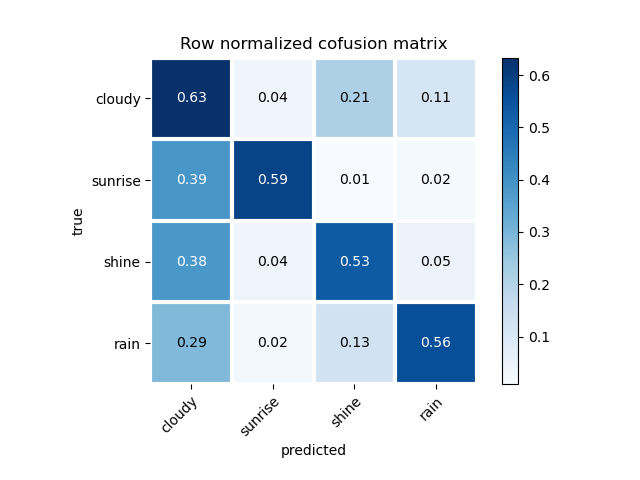 Row normalized cofusion matrix
cloudy 0.63 0.04 0.21 0.11
sunrise 0.39 0.59 0.01 0.02
shine 0.38 0.04 0.53 0.05
rain 0.29 0.02 0.13 0.56
true
cloudy sunrise shine rain
predicted
0.6
0.5
0.4
0.3
0.2
0.1